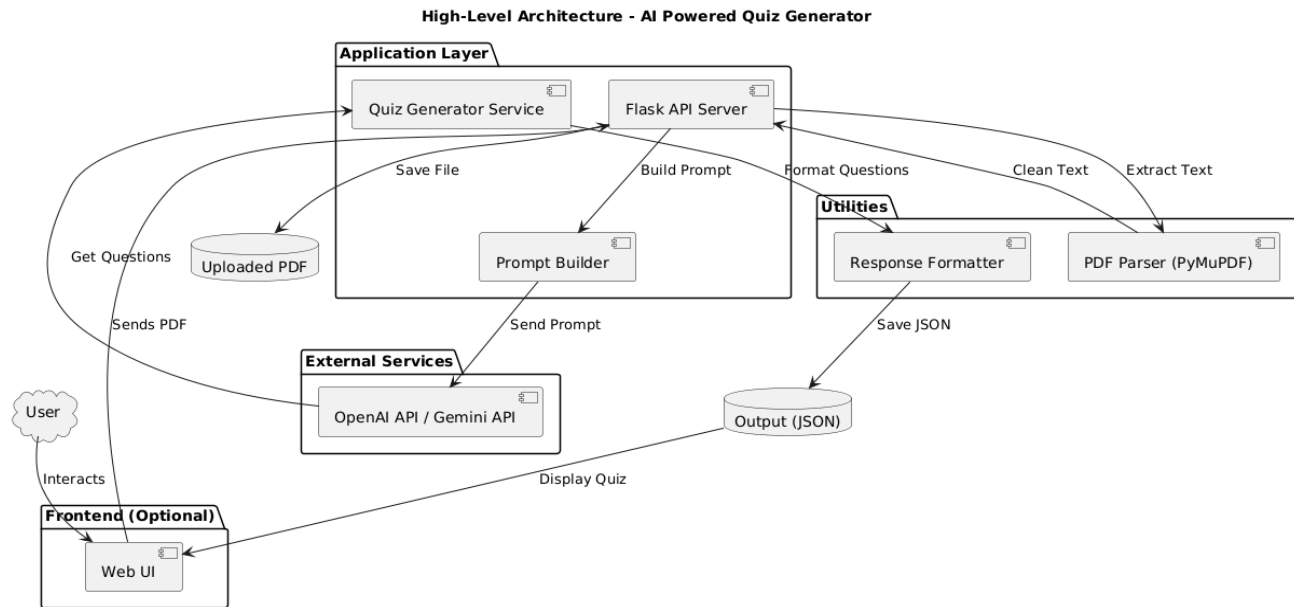 High-Level Architecture - AI Powered Quiz Generator
Application Layer
Quiz Generator Service
Flask API Server
Save File
Build Prompt
Format Questions
Clean Text
Extract Text
Utilities
Get Questions
Uploaded PDF
Prompt Builder
Response Formatter
PDF Parser (PyMuPDF)
Sends PDF
Send Prompt
Save JSON
External Services
User
OpenAI API / Gemini API
Output (JSON)
Interacts
Display Quiz
Frontend (Optional)
Web UI